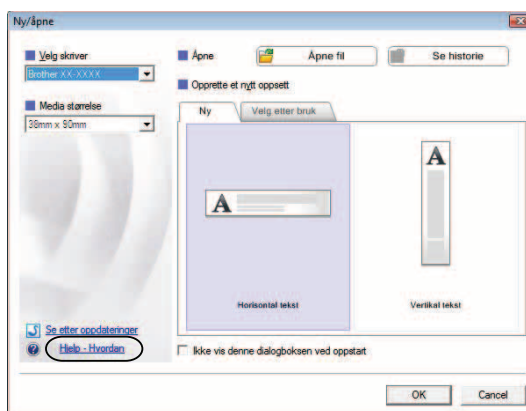 Ny/åpne
Velg skriver
Brother XX-XXXX
Media størrelse
38mm x 90mm
Se etter oppdateringer
Hjelp - Hvordan
Åpne
Åpne fil
Se historie
Opprette et nytt oppsett
Ny
Velg etter bruk
A
Horisontal tekst
A
Vertikal tekst
Ikke vis denne dialogboksen ved oppstart
OK
Cancel